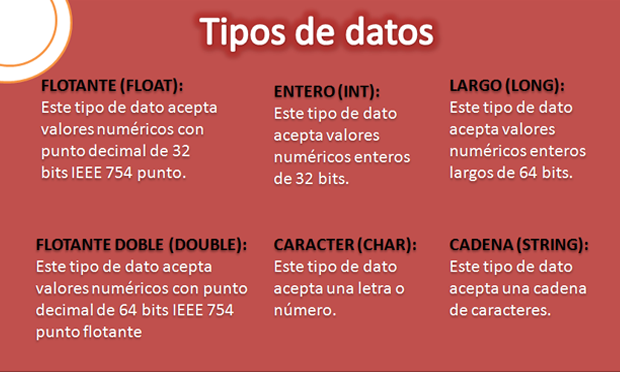 Tipos de datos
FLOTANTE (FLOAT):
Este tipo de dato acepta
valores numéricos con
punto decimal de 32
bits IEEE 754 punto.
ENTERO (INT):
Este tipo de dato
acepta valores
numéricos enteros
de 32 bits.
LARGO (LONG):
Este tipo de dato
acepta valores
numéricos enteros
largos de 64 bits.
FLOTANTE DOBLE (DOUBLE):
Este tipo de dato acepta
valores numéricos con punto
decimal de 64 bits IEEE 754
punto flotante
CARACTER (CHAR):
Este tipo de dato
acepta una letra o
número.
CADENA (STRING):
Este tipo de dato
acepta una cadena
de caracteres.